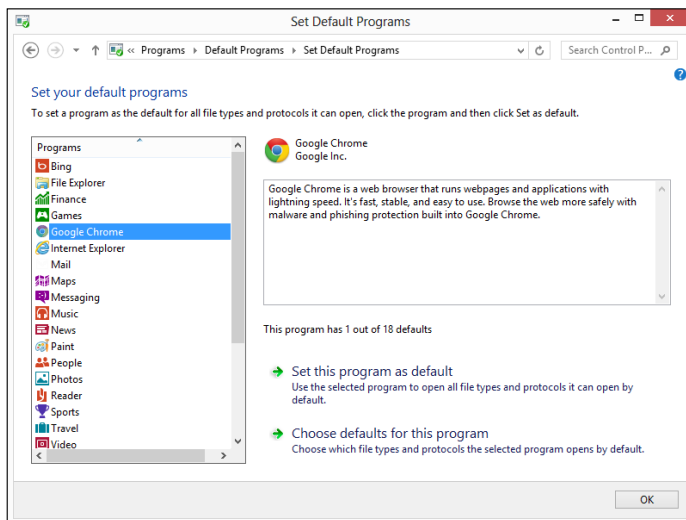 Set Default Programs
« Programs Default Programs Set Default Programs
Search Control P...
?
Set your default programs
To set a program as the default for all file types and protocols it can open, click the program and then click Set as default.
Programs
Bing
File Explorer
Finance
Games
Google Chrome
Internet Explorer
Mail
Maps
Messaging
Music
News
Paint
People
Photos
Reader
Sports
Travel
Video
Google Chrome
Google Inc.
Google Chrome is a web browser that runs webpages and applications with
lightning speed. It's fast, stable, and easy to use. Browse the web more safely with
malware and phishing protection built into Google Chrome.
This program has 1 out of 18 defaults
Set this program as default
Use the selected program to open all file types and protocols it can open by
default.
Choose defaults for this program
Choose which file types and protocols the selected program opens by default.
OK